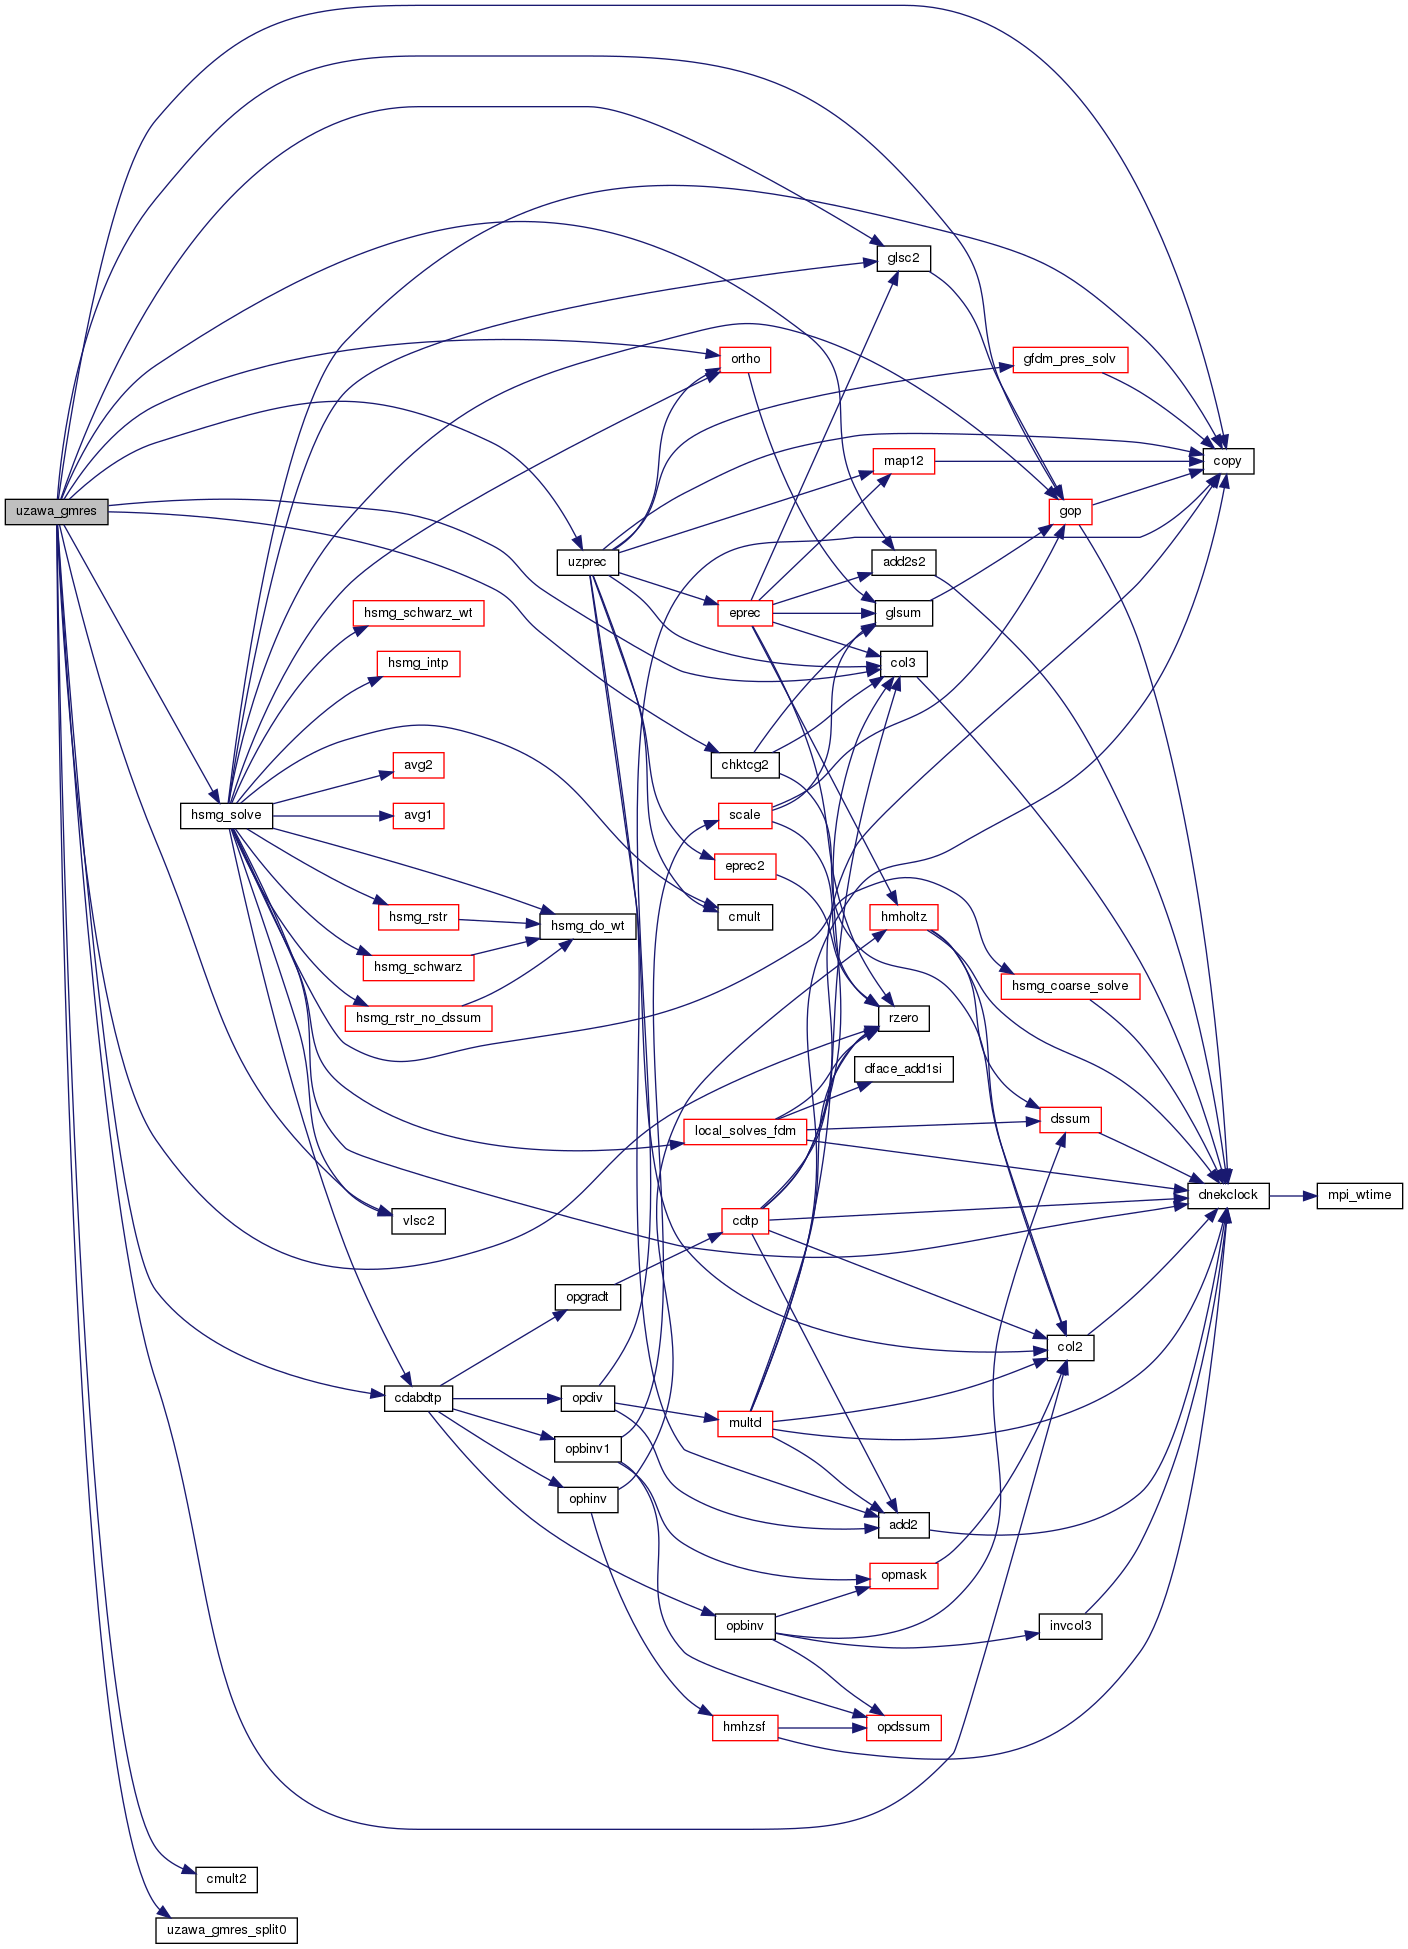 glsc2
ortho
gfdm_pres_solv
map12
copy
uzawa_gmres
gop
uzprec
add2s2
hsmg_schwarz_wt
eprec
glsum
hsmg_intp
col3
avg2
chktcg2
hsmg_solve
avg1
scale
eprec2
hsmg_rstr
cmult
hmholtz
hsmg_do_wt
hsmg_schwarz
hsmg_coarse_solve
hsmg_rstr_no_dssum
rzero
dface_add1si
local_solves_fdm
dssum
dnekclock
mpi_wtime
vlsc2
cdtp
opgradt
col2
cdabdtp
opdiv
multd
opbinv1
ophinv
add2
opmask
opbinv
invcol3
hmhzsf
opdssum
cmult2
uzawa_gmres_split0